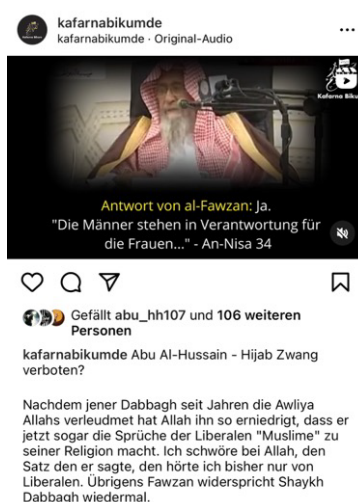 kafarnabikumde
kafarnabikumde · Original-Audio
Kafarna Biku
Antwort von al-Fawzan: Ja.
"Die Männer stehen in Verantwortung für
die Frauen..." - An-Nisa 34
Gefällt abu_hh107 und 106 weiteren
Personen
kafarnabikumde Abu Al-Hussain - Hijab Zwang
verboten?
Nachdem jener Dabbagh seit Jahren die Awliya
Allahs verleumdet hat Allah ihn so erniedrigt, dass er
jetzt sogar die Sprüche der Liberalen "Muslime" zu
seiner Religion macht. Ich schwöre bei Allah, den
Satz den er sagte, den hörte ich bisher nur von
Liberalen. Übrigens Fawzan widerspricht Shaykh
Dabbagh wiedermal.